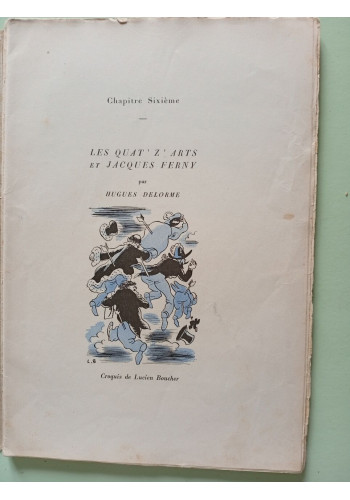 Chapitre Sixième
LES QUAT' Z' ARTS
ET JACQUES FERNY
par
HUGUES DELORME
L. B
Croquis de Lucien Boucher